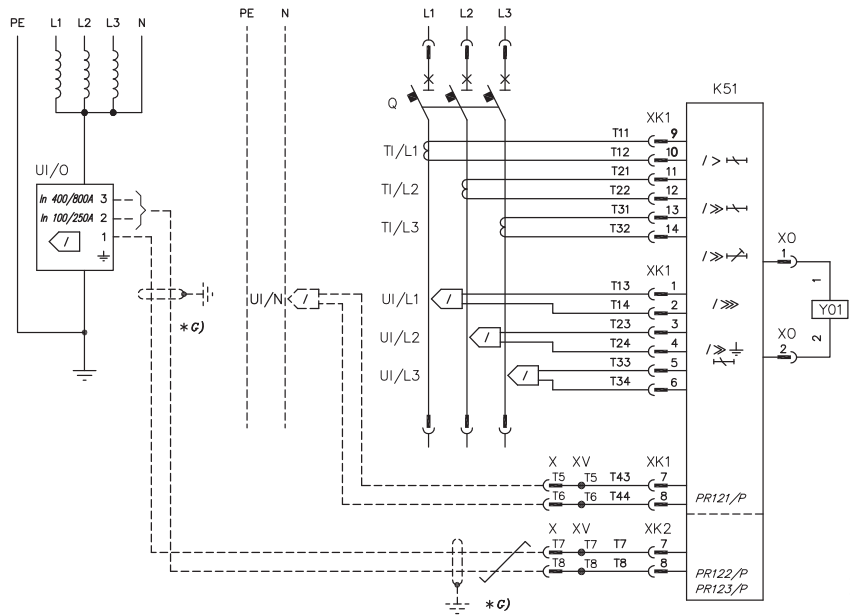 PE L1 L2 L3 N
PE N
L1 L2 L3
K51
Q
XK1
T11 9
TI/L1
T12 10
T21 11
TI/L2
T22 12
T31 13
TI/L3
T32 14
I >
I ≫
I ≫
I ⋙
I ≫
UI/O
In 400/800A 3
In 100/250A 2
1
I
*G)
XO
1
1
Y01
2
XO
2
XK1
UI/N I
UI/L1 I
T13 1
T14 2
UI/L2 I
T23 3
T24 4
UI/L3 I
T33 5
T34 6
X XV XK1
T5 T5 T43 7
T6 T6 T44 8
PR121/P
X XV XK2
T7 T7 T7 7
T8 T8 T8 8
PR122/P
PR123/P
*G)